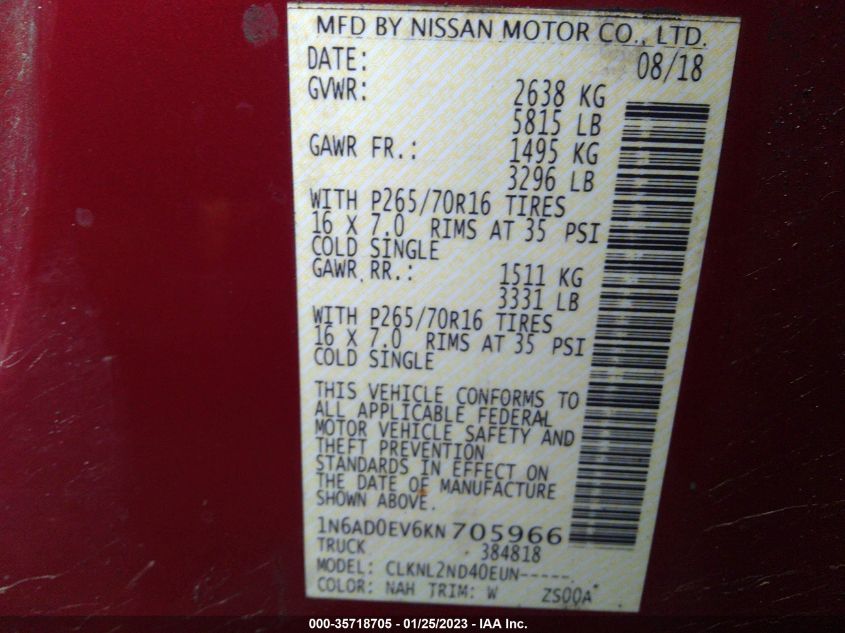 MFD BY NISSAN MOTOR CO., LTD.
DATE: 08/18
GVWR: 2638 KG
5815 LB
GAWR FR.: 1495 KG
3296 LB
WITH P265/70R16 TIRES
16 X 7.0 RIMS AT 35 PSI
COLD SINGLE
GAWR RR.: 1511 KG
3331 LB
WITH P265/70R16 TIRES
16 X 7.0 RIMS AT 35 PSI
COLD SINGLE
THIS VEHICLE CONFORMS TO
ALL APPLICABLE FEDERAL
MOTOR VEHICLE SAFETY AND
THEFT PREVENTION
STANDARDS IN EFFECT ON
THE DATE OF MANUFACTURE
SHOWN ABOVE.
1N6AD0EV6KN 705966
TRUCK 384818
MODEL: CLKNL2ND40EUN-----
COLOR: NAH TRIM: W ZS00A
000-35718705 - 01/25/2023 - IAA Inc.